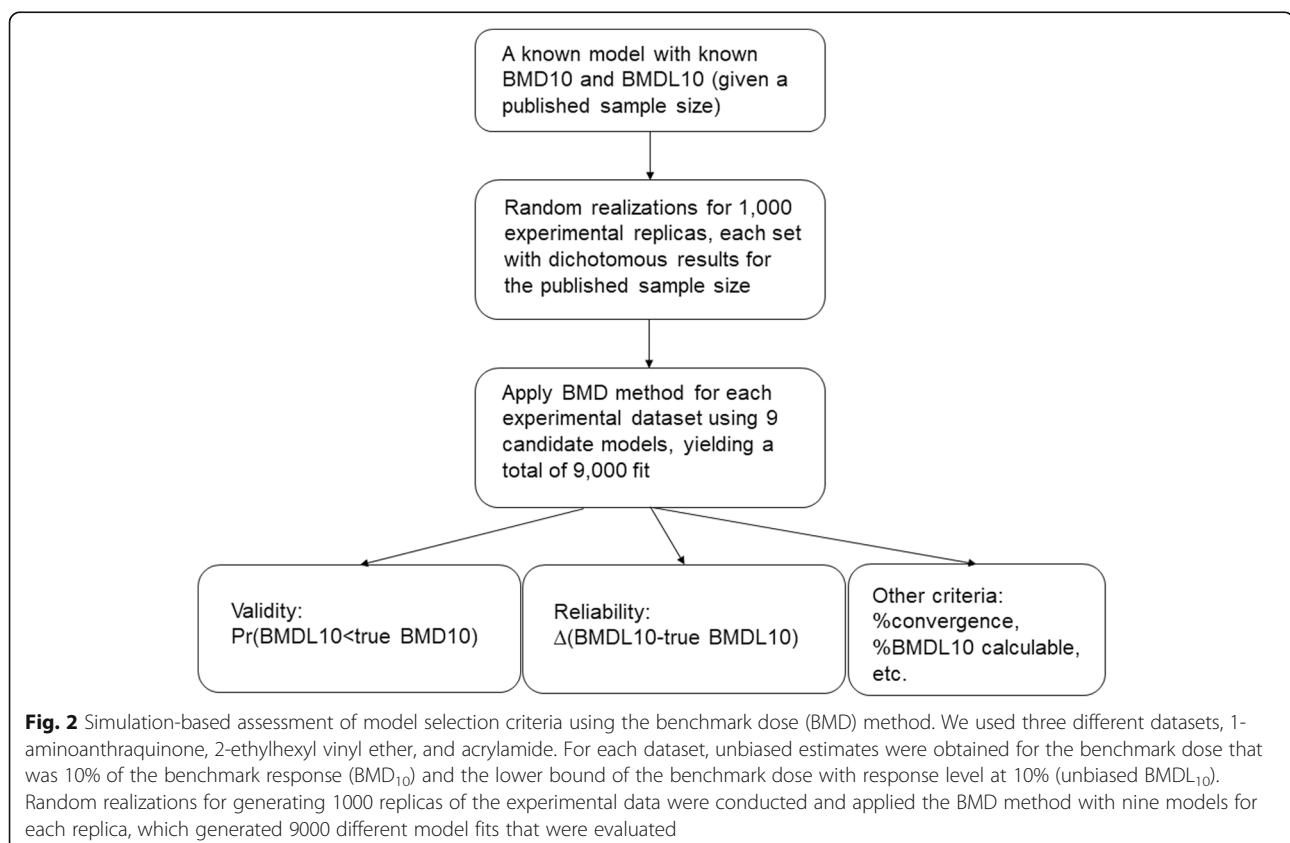 A known model with known
BMD10 and BMDL10 (given a
published sample size)
Random realizations for 1,000
experimental replicas, each set
with dichotomous results for
the published sample size
Apply BMD method for each
experimental dataset using 9
candidate models, yielding a
total of 9,000 fit
Validity:
Pr(BMDL10<true BMD10)
Reliability:
Δ(BMDL10-true BMDL10)
Other criteria:
%convergence,
%BMDL10 calculable,
etc.
Fig. 2 Simulation-based assessment of model selection criteria using the benchmark dose (BMD) method. We used three different datasets, 1-
aminoanthraquinone, 2-ethylhexyl vinyl ether, and acrylamide. For each dataset, unbiased estimates were obtained for the benchmark dose that
was 10% of the benchmark response (BMD₁₀) and the lower bound of the benchmark dose with response level at 10% (unbiased BMDL₁₀).
Random realizations for generating 1000 replicas of the experimental data were conducted and applied the BMD method with nine models for
each replica, which generated 9000 different model fits that were evaluated